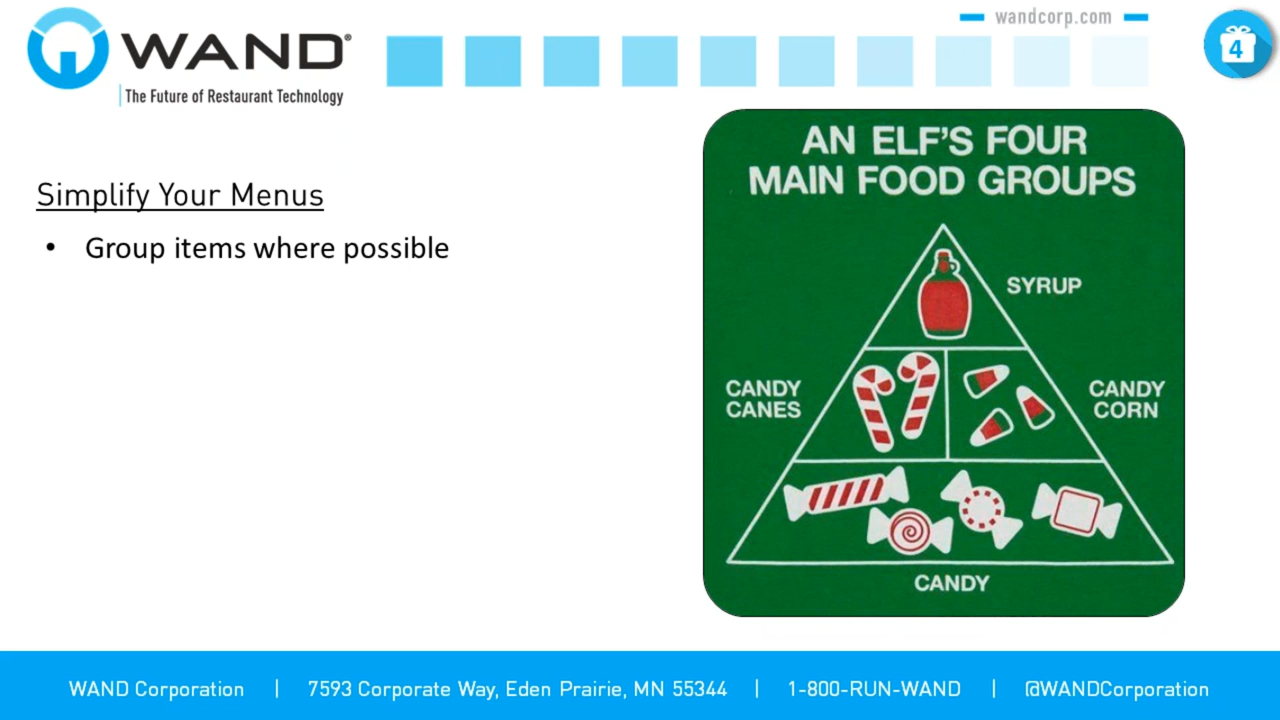 wandcorp.com
WAND®
The Future of Restaurant Technology
4
Simplify Your Menus
• Group items where possible
AN ELF'S FOUR
MAIN FOOD GROUPS
SYRUP
CANDY
CANES
CANDY
CORN
CANDY
WAND Corporation | 7593 Corporate Way, Eden Prairie, MN 55344 | 1-800-RUN-WAND | @WANDCorporation